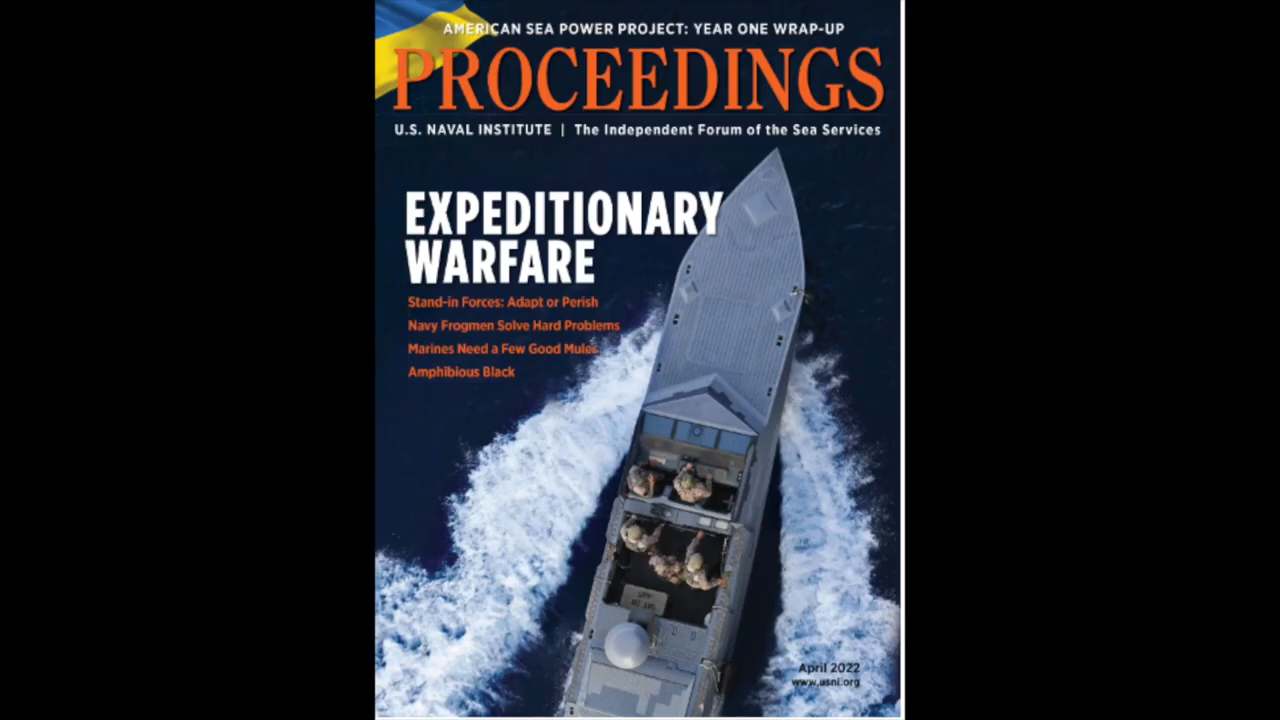 AMERICAN SEA POWER PROJECT: YEAR ONE WRAP-UP
PROCEEDINGS
U.S. NAVAL INSTITUTE | The Independent Forum of the Sea Services
EXPEDITIONARY
WARFARE
Stand-in Forces: Adapt or Perish
Navy Frogmen Solve Hard Problems
Marines Need a Few Good Mules
Amphibious Black
April 2022
www.usni.org